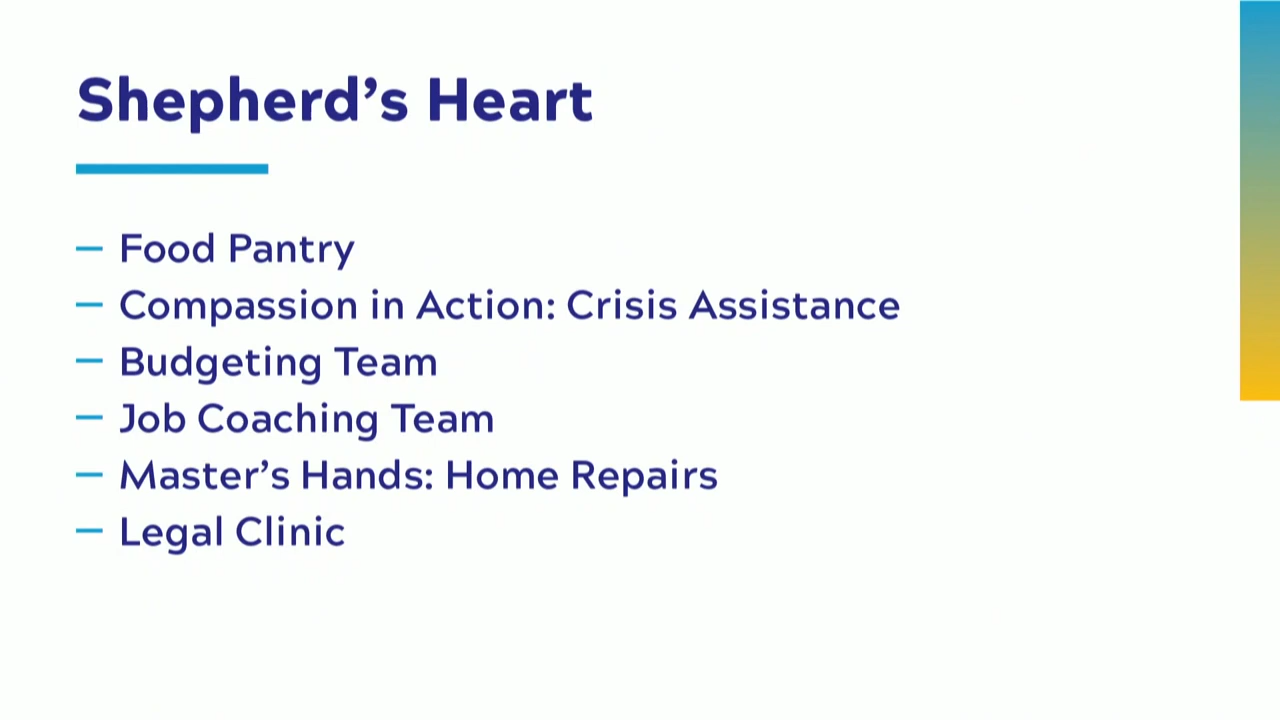 Shepherd’s Heart
— Food Pantry
— Compassion in Action: Crisis Assistance
— Budgeting Team
— Job Coaching Team
— Master’s Hands: Home Repairs
— Legal Clinic